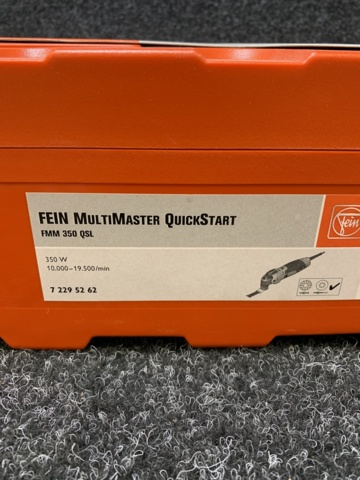 FEIN MULTIMASTER QUICKSTART
FMM 350 QSL
Fein
350 W
10.000–19.500/min
7 229 52 62